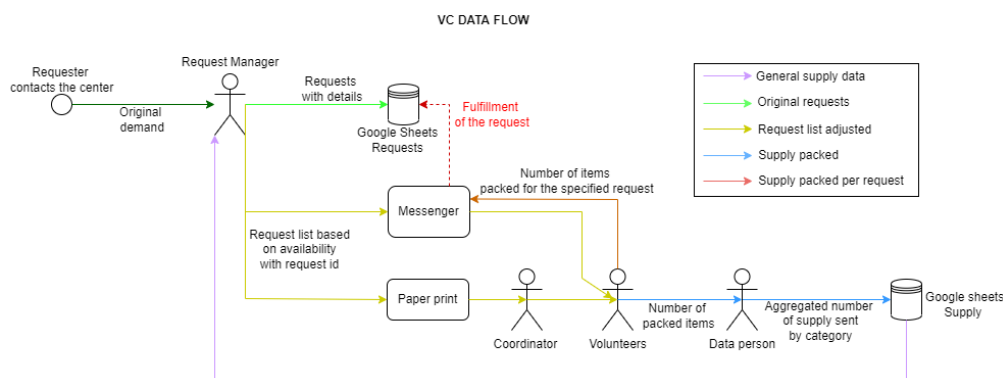 VC DATA FLOW
Requester
contacts the center
Original
demand
Request Manager
Requests
with details
Google Sheets
Requests
Fulfillment
of the request
General supply data
Original requests
Request list adjusted
Supply packed
Supply packed per request
Number of items
packed for the specified request
Messenger
Request list based
on availability
with request id
Paper print
Coordinator
Volunteers
Number of
packed items
Data person
Aggregated number
of supply sent
by category
Google sheets
Supply